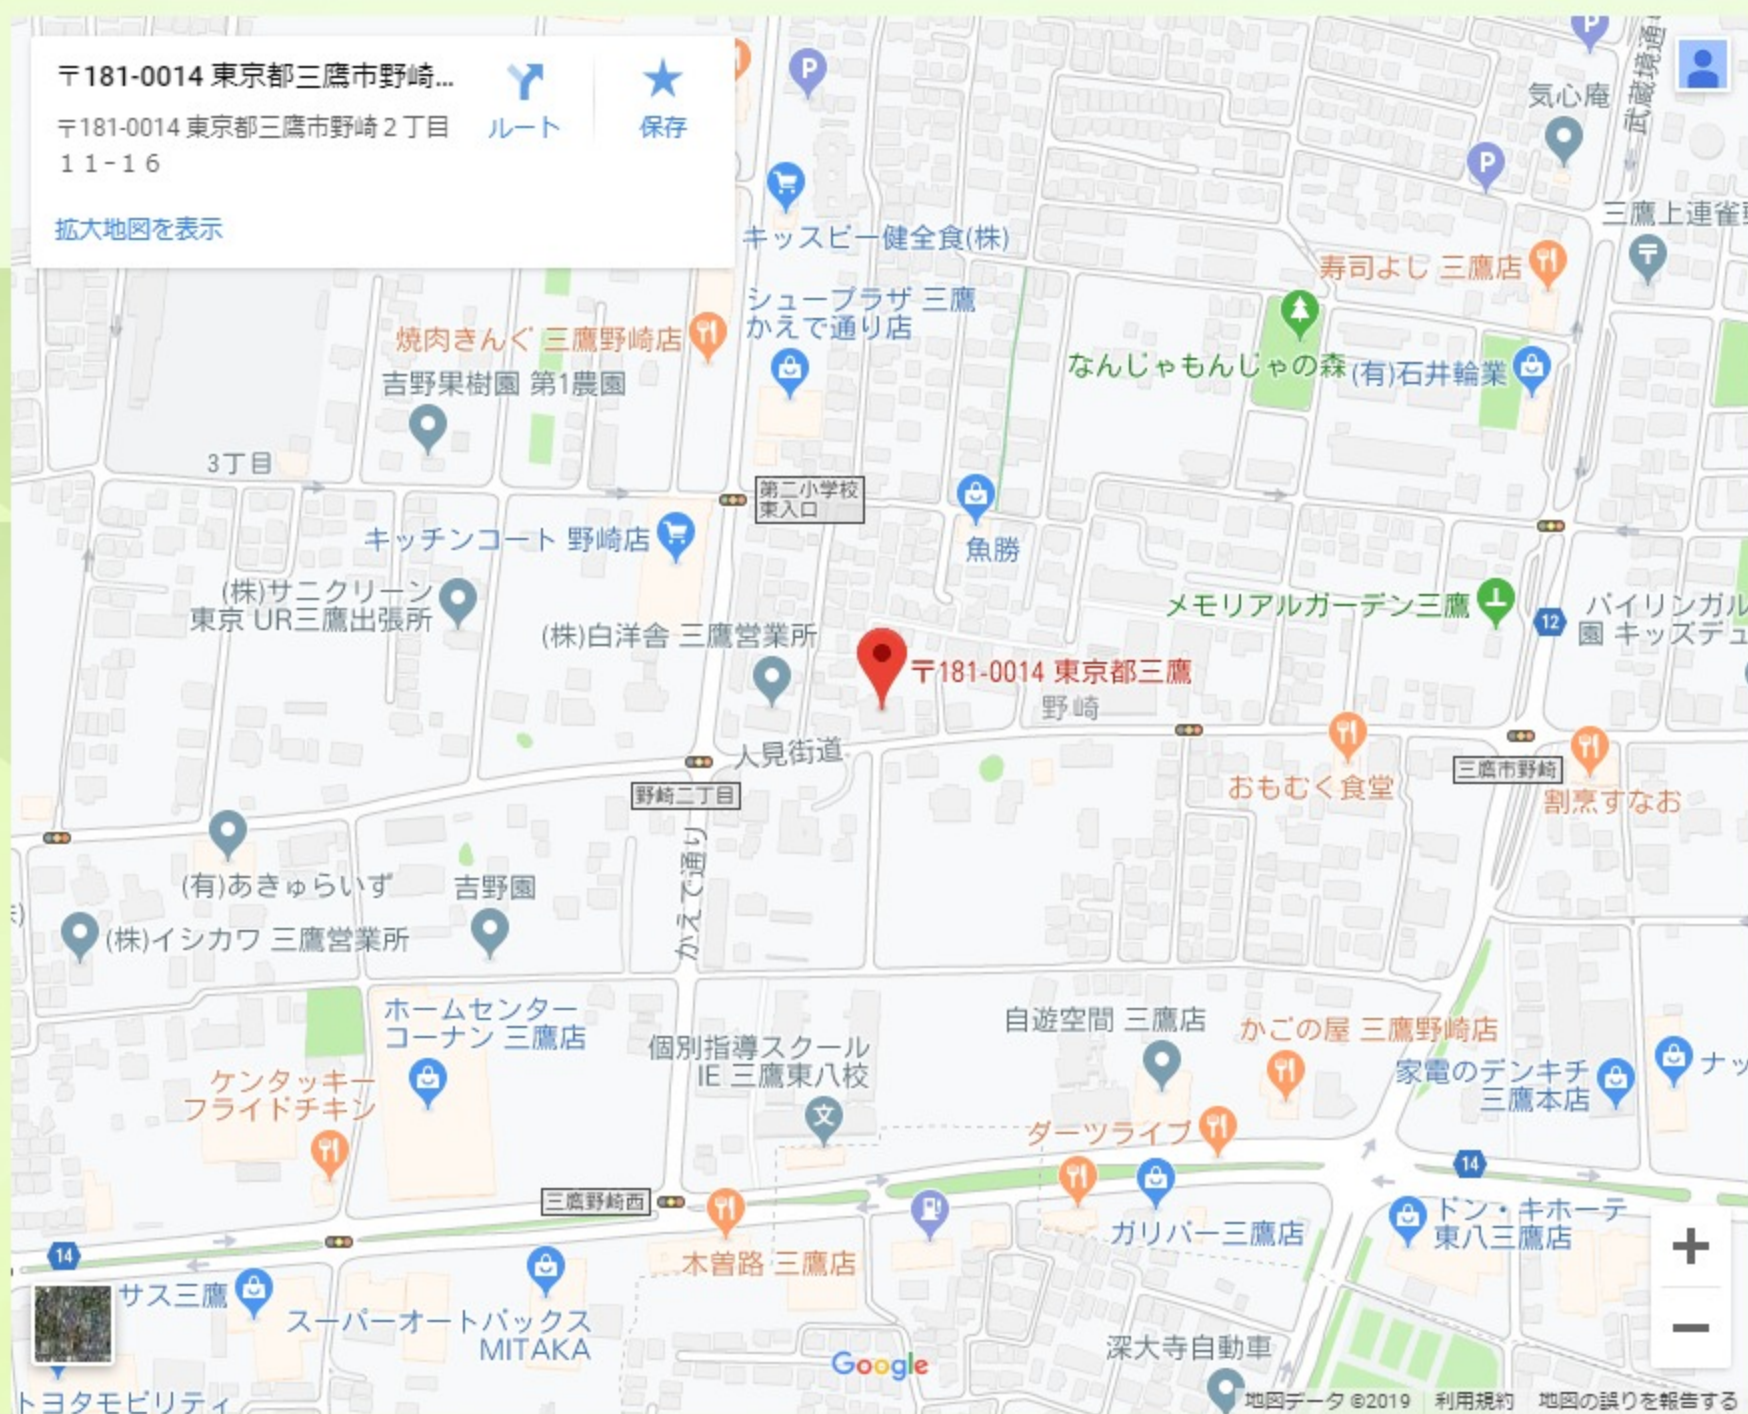 〒181-0014 東京都三鷹市野崎...
〒181-0014 東京都三鷹市野崎２丁目
１１−１６
ルート
保存
拡大地図を表示
P
P
P
気心庵
武蔵境通り
三鷹上連雀
キッスビー健全食(株)
寿司よし 三鷹店
シュープラザ 三鷹
かえで通り店
焼肉きんぐ 三鷹野崎店
なんじゃもんじゃの森
(有)石井輪業
吉野果樹園 第1農園
3丁目
第二小学校
東入口
キッチンコート 野崎店
魚勝
(株)サニクリーン
東京 UR三鷹出張所
メモリアルガーデン三鷹
12
バイリンガル
園 キッズデュ
(株)白洋舎 三鷹営業所
〒181-0014 東京都三鷹
野崎
人見街道
野崎二丁目
おもむく食堂
三鷹市野崎
割烹すなお
かえで通り
(有)あきゅらいず
吉野園
(株)イシカワ 三鷹営業所
ホームセンター
コーナン 三鷹店
個別指導スクール
IE 三鷹東八校
文
自遊空間 三鷹店
かごの屋 三鷹野崎店
家電のデンキチ
三鷹本店
ナッ
ケンタッキー
フライドチキン
ダーツライブ
14
三鷹野崎西
木曽路 三鷹店
ガリバー三鷹店
ドン・キホーテ
東八三鷹店
14
サス三鷹
スーパーオートバックス
MITAKA
深大寺自動車
トヨタモビリティ
Google
地図データ ©2019 利用規約 地図の誤りを報告する